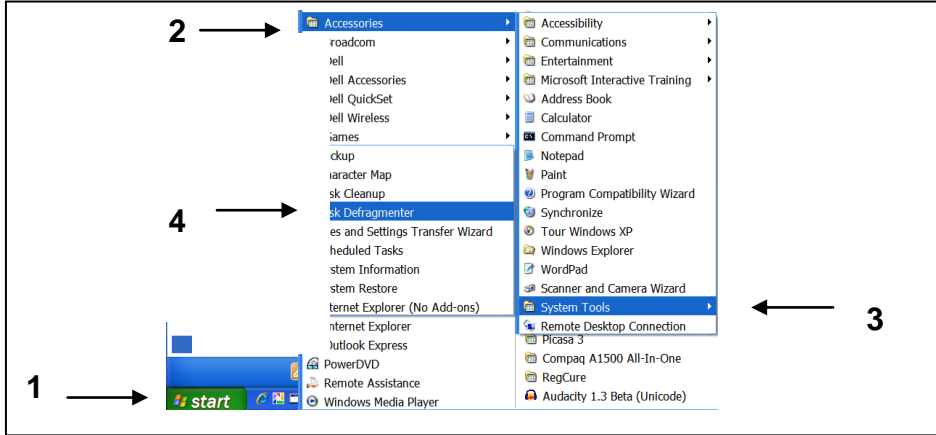 2
Accessories
roadcom
ell
ell Accessories
ell QuickSet
ell Wireless
ames
4
ckup
aracter Map
sk Cleanup
sk Defragmenter
es and Settings Transfer Wizard
heduled Tasks
stem Information
stem Restore
ternet Explorer (No Add-ons)
nternet Explorer
utlook Express
PowerDVD
Remote Assistance
Windows Media Player
Accessibility
Communications
Entertainment
Microsoft Interactive Training
Address Book
Calculator
Command Prompt
Notepad
Paint
Program Compatibility Wizard
Synchronize
Tour Windows XP
Windows Explorer
WordPad
Scanner and Camera Wizard
System Tools
Remote Desktop Connection
Picasa 3
Compaq A1500 All-In-One
RegCure
Audacity 1.3 Beta (Unicode)
3
1
start